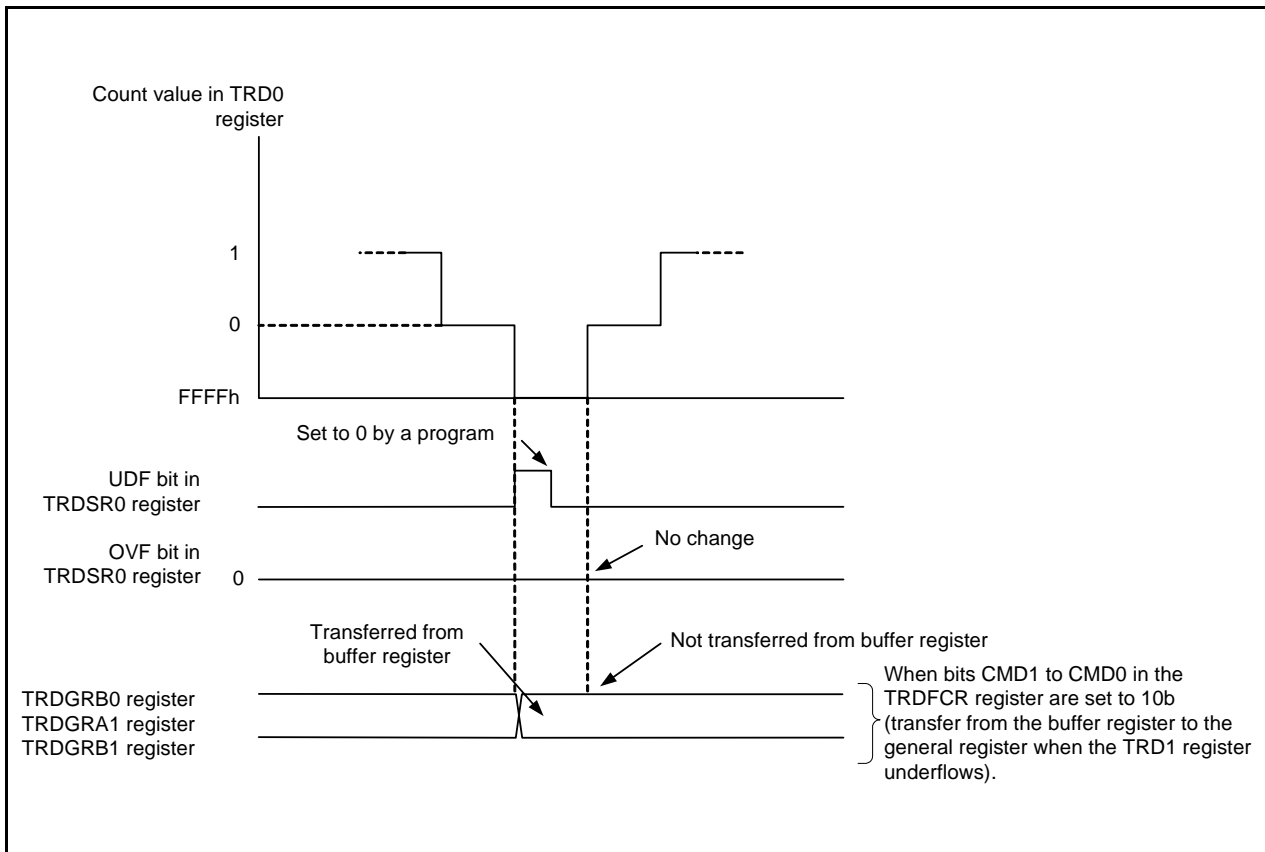 Count value in TRD0
register
1
0
FFFFh
Set to 0 by a program
UDF bit in
TRDSR0 register
No change
OVF bit in
TRDSR0 register
0
Transferred from
buffer register
Not transferred from buffer register
TRDGRB0 register
TRDGRA1 register
TRDGRB1 register
When bits CMD1 to CMD0 in the
TRDFCR register are set to 10b
(transfer from the buffer register to the
general register when the TRD1 register
underflows).